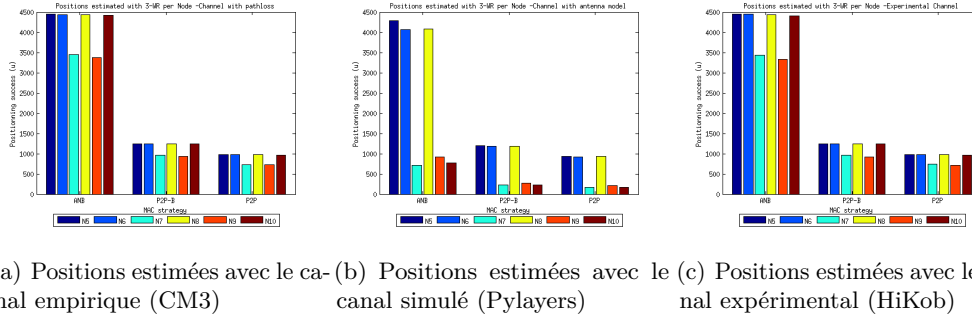 Positions estimated with 3-WR per Node -Channel with pathloss
Positionning success (u)
4500
4000
3500
3000
2500
2000
1500
1000
500
0
ANB P2P-B P2P
MAC strategy
N5 N6 N7 N8 N9 N10
a) Positions estimées avec le ca-
nal empirique (CM3)
Positions estimated with 3-WR per Node -Channel with antenna model
Positionning success (u)
4500
4000
3500
3000
2500
2000
1500
1000
500
0
ANB P2P-B P2P
MAC strategy
N5 N6 N7 N8 N9 N10
(b) Positions estimées avec le
canal simulé (Pylayers)
Positions estimated with 3-WR per Node -Experimental Channel
Positionning success (u)
4500
4000
3500
3000
2500
2000
1500
1000
500
0
ANB P2P-B P2P
MAC strategy
N5 N6 N7 N8 N9 N10
(c) Positions estimées avec le
nal expérimental (HiKob)